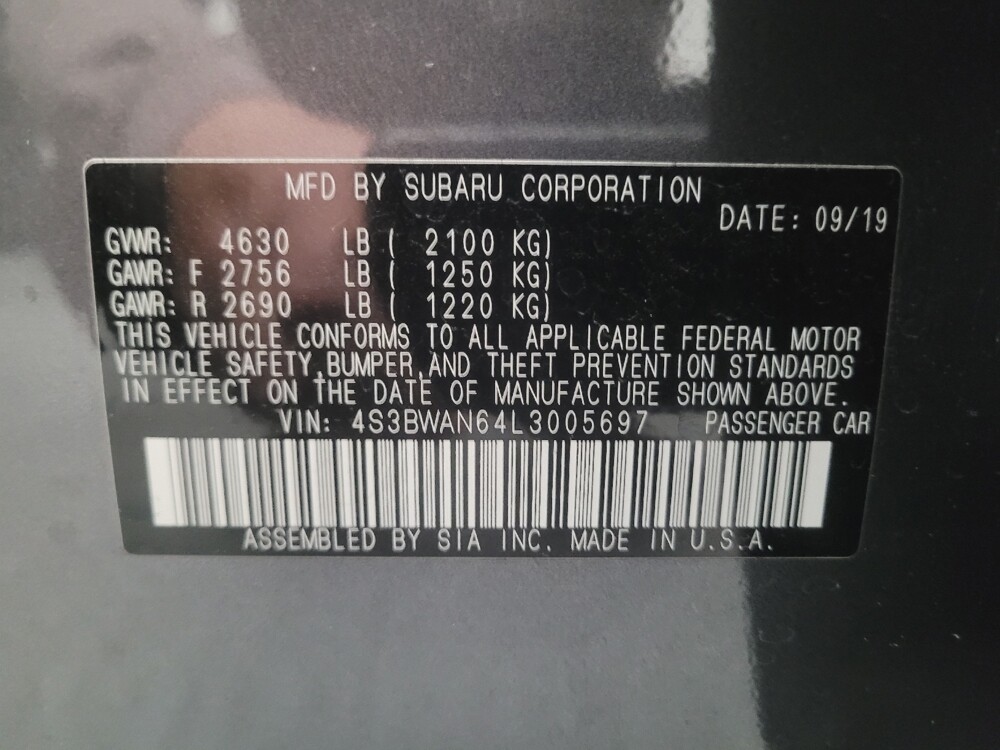 MFD BY SUBARU CORPORATION
DATE: 09/19
GVWR: 4630 LB ( 2100 KG)
GAWR: F 2756 LB ( 1250 KG)
GAWR: R 2690 LB ( 1220 KG)
THIS VEHICLE CONFORMS TO ALL APPLICABLE FEDERAL MOTOR
VEHICLE SAFETY,BUMPER,AND THEFT PREVENTION STANDARDS
IN EFFECT ON THE DATE OF MANUFACTURE SHOWN ABOVE.
VIN: 4S3BWAN64L3005697 PASSENGER CAR
ASSEMBLED BY SIA INC. MADE IN U.S.A.